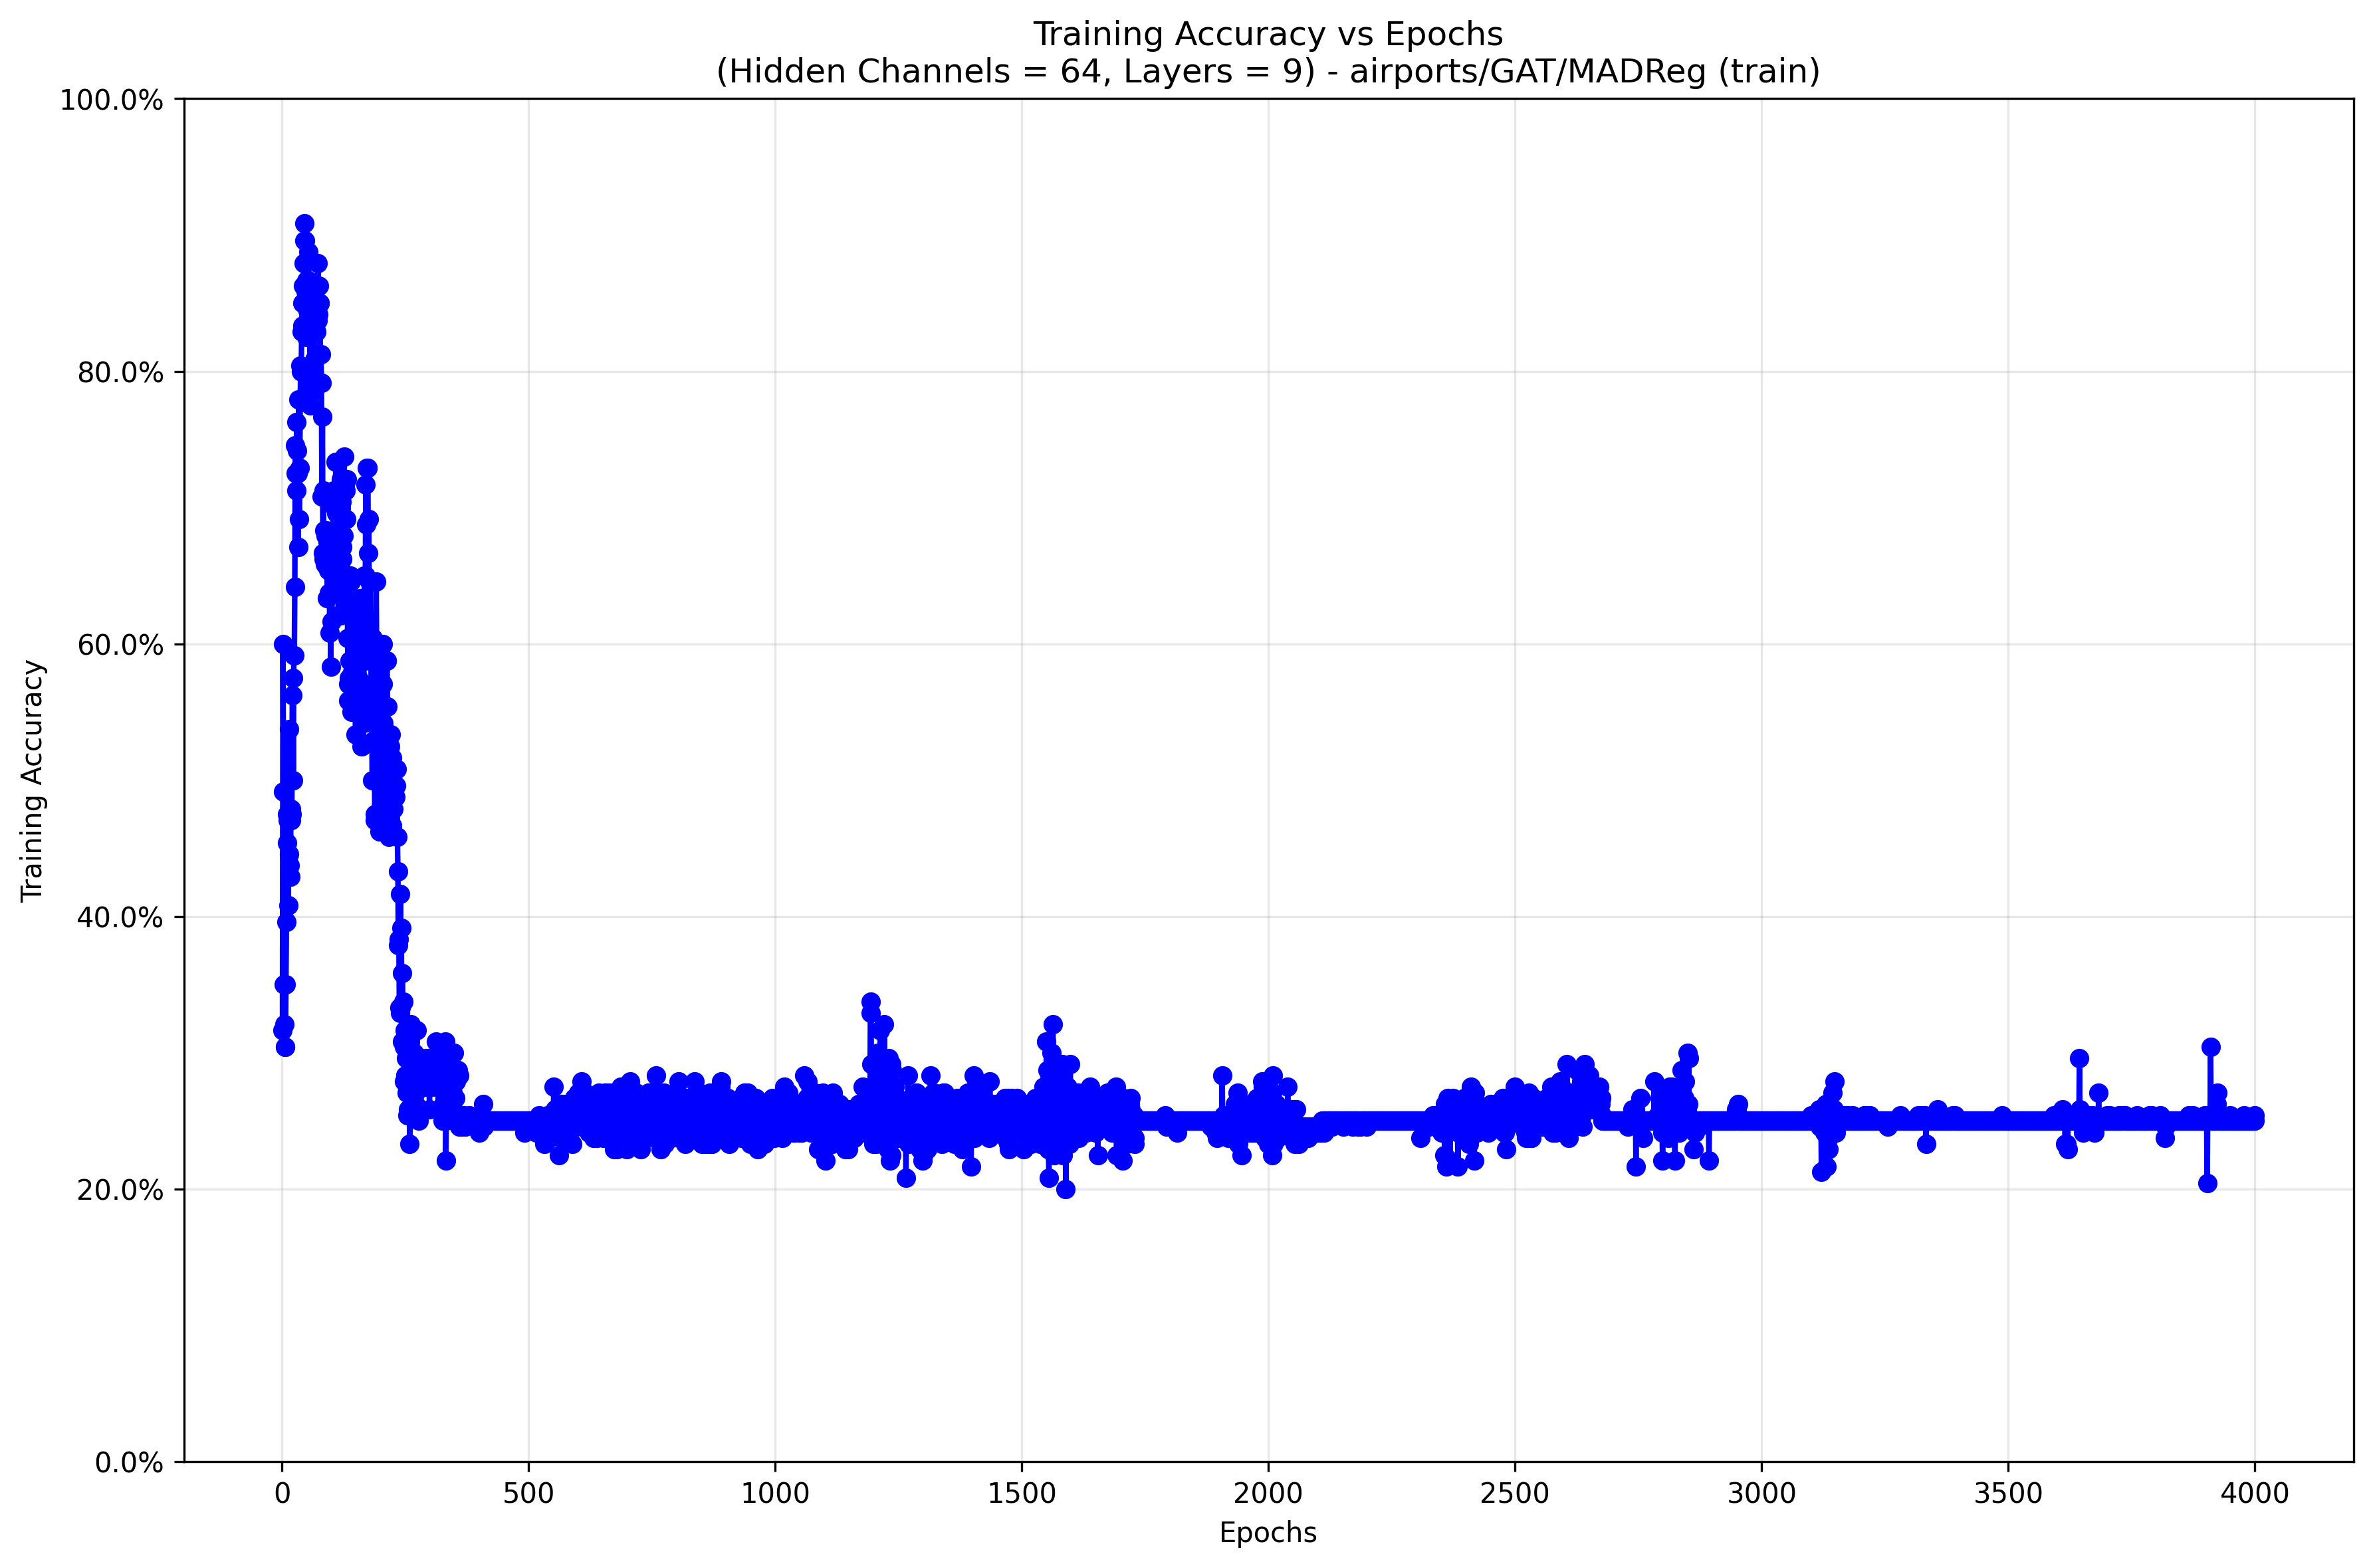 Training Accuracy vs Epochs
(Hidden Channels = 64, Layers = 9) - airports/GAT/MADReg (train)
100.0%
80.0%
60.0%
40.0%
20.0%
0.0%
Training Accuracy
0 500 1000 1500 2000 2500 3000 3500 4000
Epochs